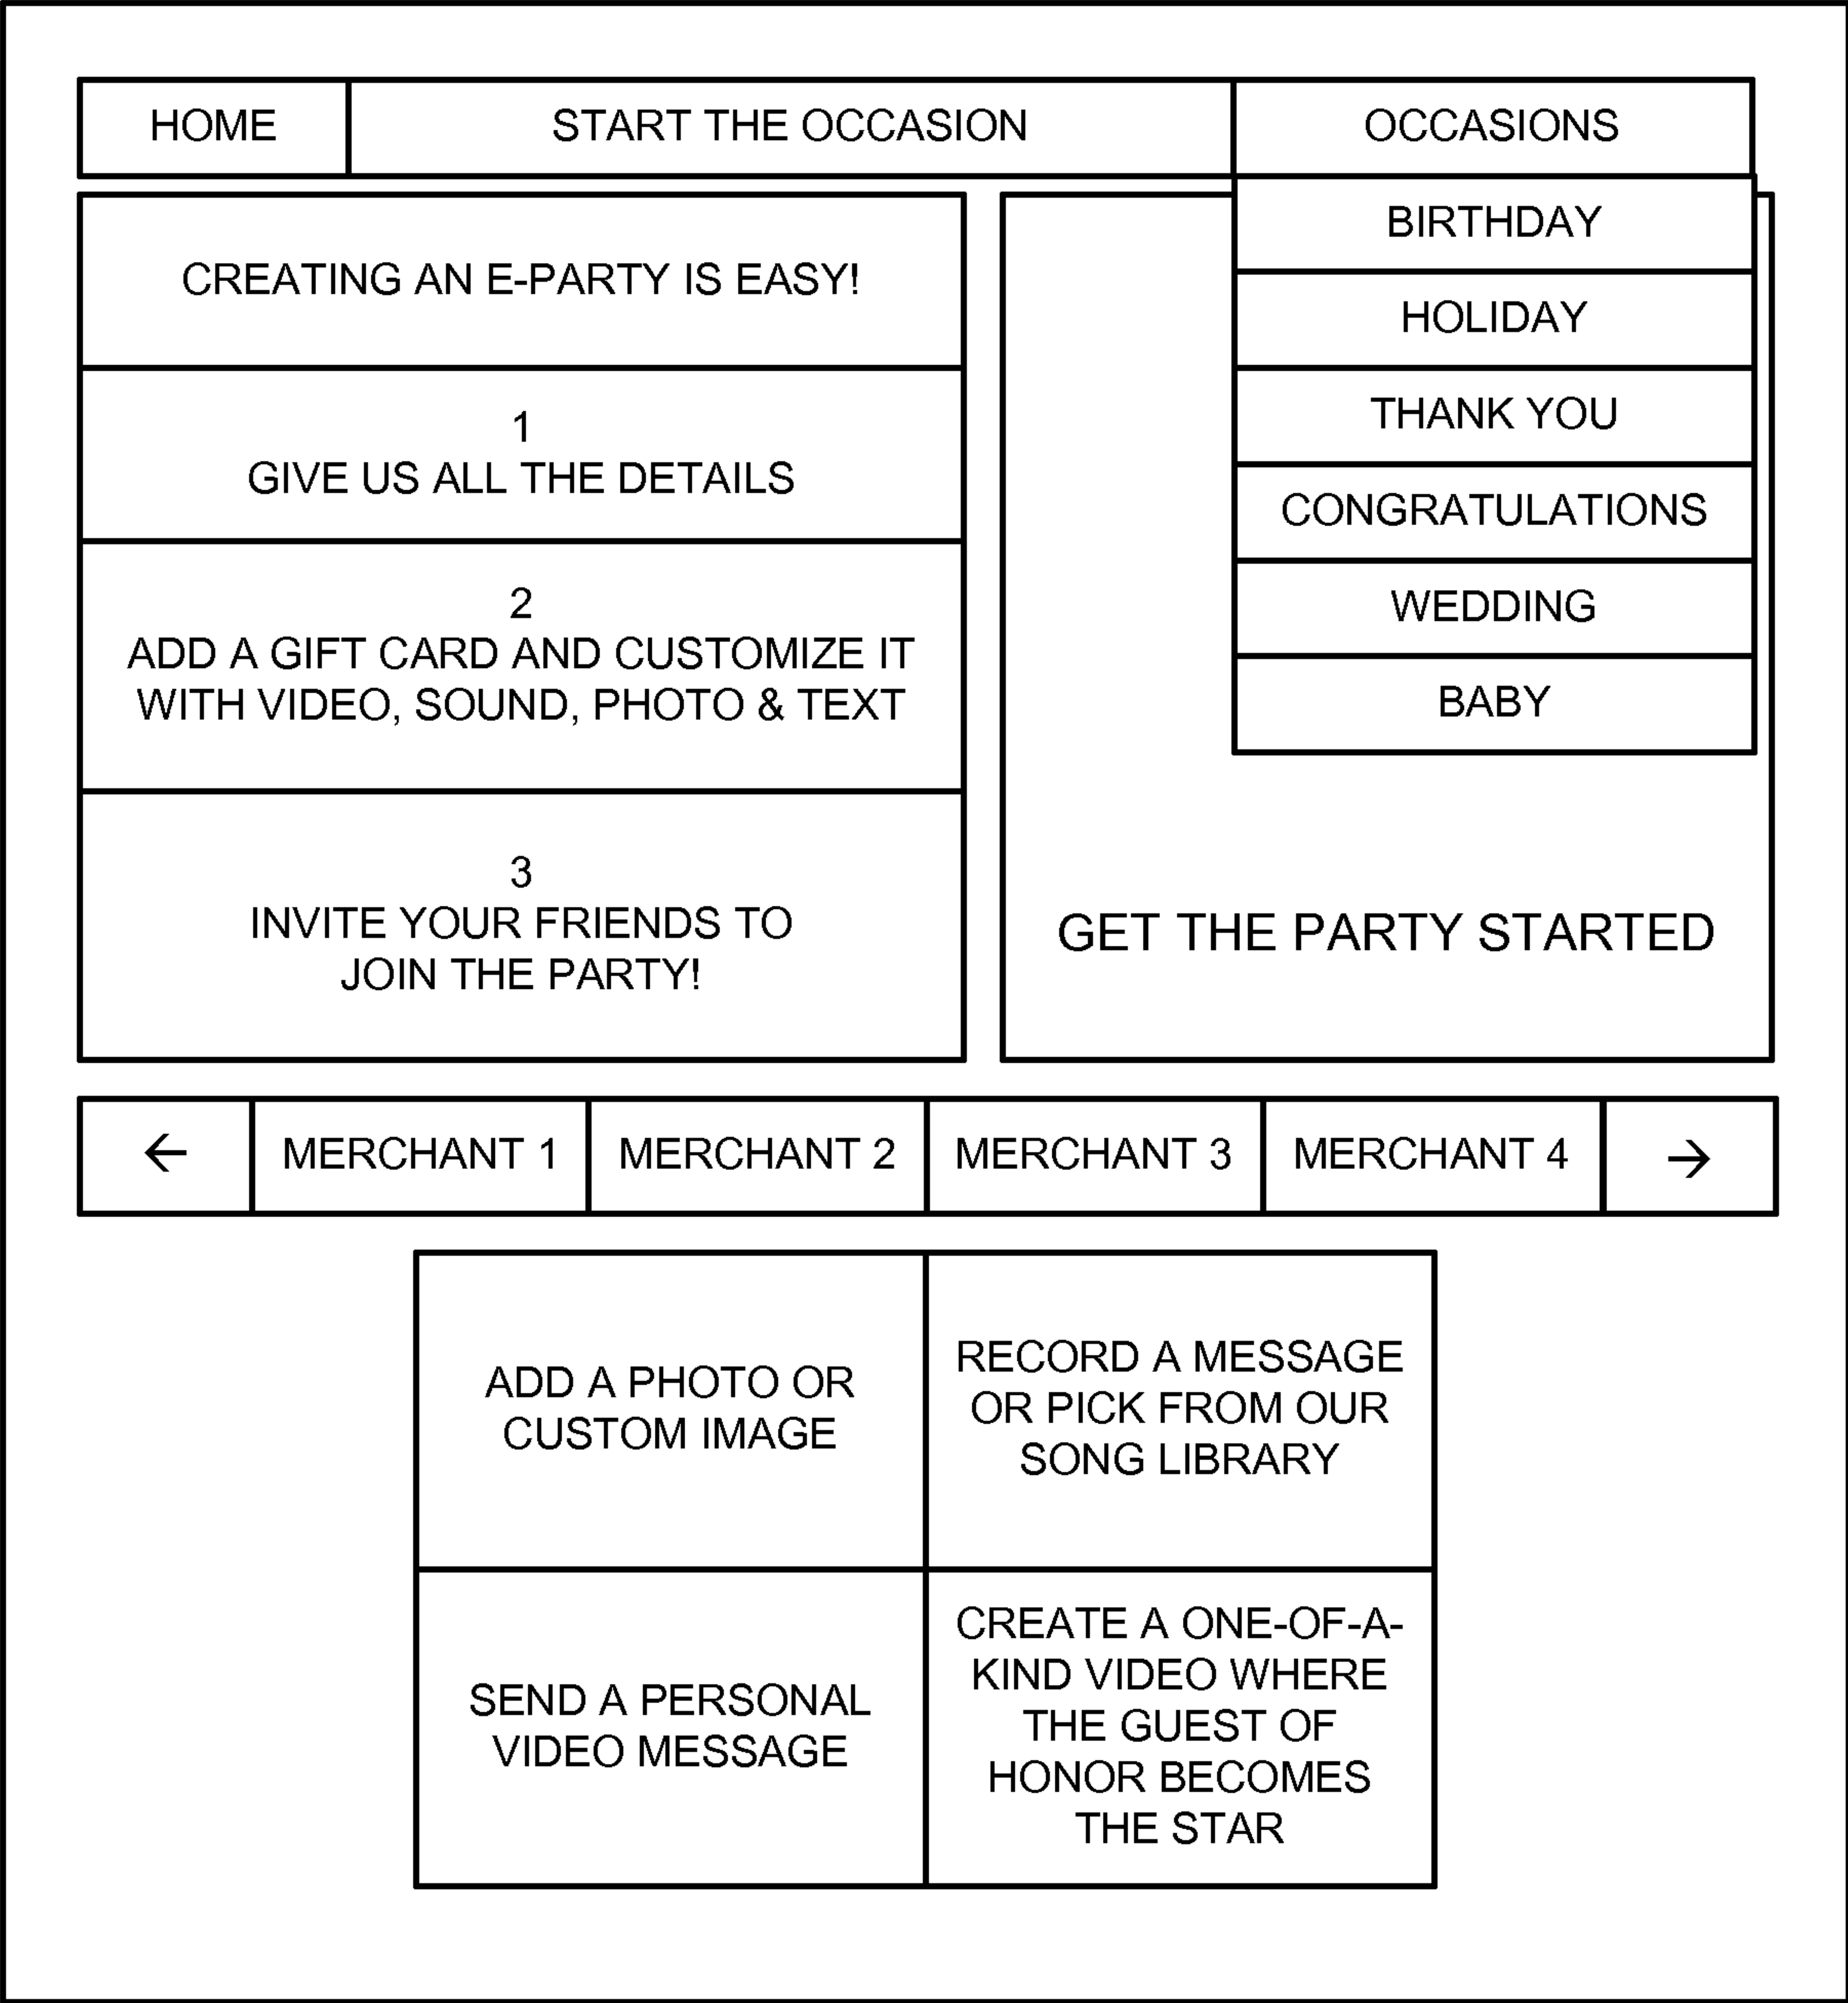 HOME
START THE OCCASION
OCCASIONS
CREATING AN E-PARTY IS EASY!
1
GIVE US ALL THE DETAILS
2
ADD A GIFT CARD AND CUSTOMIZE IT
WITH VIDEO, SOUND, PHOTO & TEXT
3
INVITE YOUR FRIENDS TO
JOIN THE PARTY!
BIRTHDAY
HOLIDAY
THANK YOU
CONGRATULATIONS
WEDDING
BABY
GET THE PARTY STARTED
← MERCHANT 1 MERCHANT 2 MERCHANT 3 MERCHANT 4 →
ADD A PHOTO OR
CUSTOM IMAGE
RECORD A MESSAGE
OR PICK FROM OUR
SONG LIBRARY
SEND A PERSONAL
VIDEO MESSAGE
CREATE A ONE-OF-A-
KIND VIDEO WHERE
THE GUEST OF
HONOR BECOMES
THE STAR